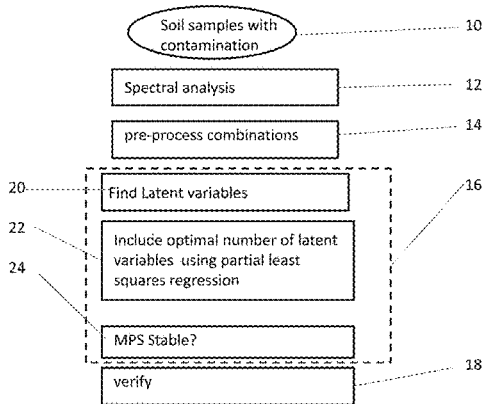 Soil samples with
contamination
10
Spectral analysis
12
pre-process combinations
14
20
Find Latent variables
16
22
Include optimal number of latent
variables using partial least
squares regression
24
MPS Stable?
18
verify